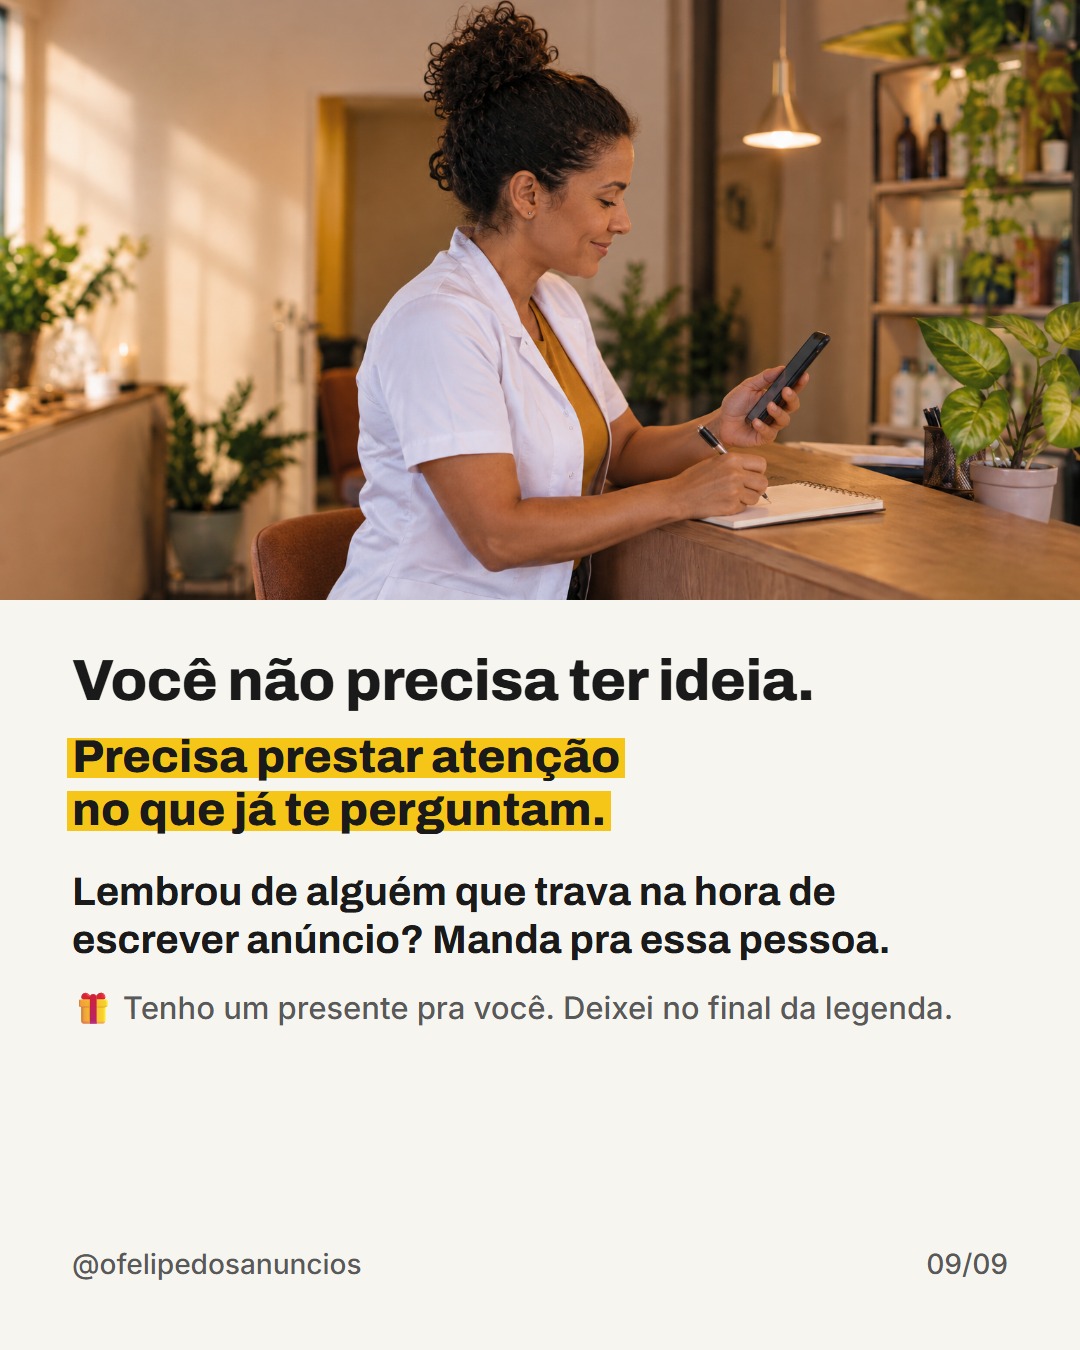 Você não precisa ter ideia.
Precisa prestar atenção
no que já te perguntam.
Lembrou de alguém que trava na hora de
escrever anúncio? Manda pra essa pessoa.
🎁 Tenho um presente pra você. Deixei no final da legenda.
@ofelipedosanuncios
09/09